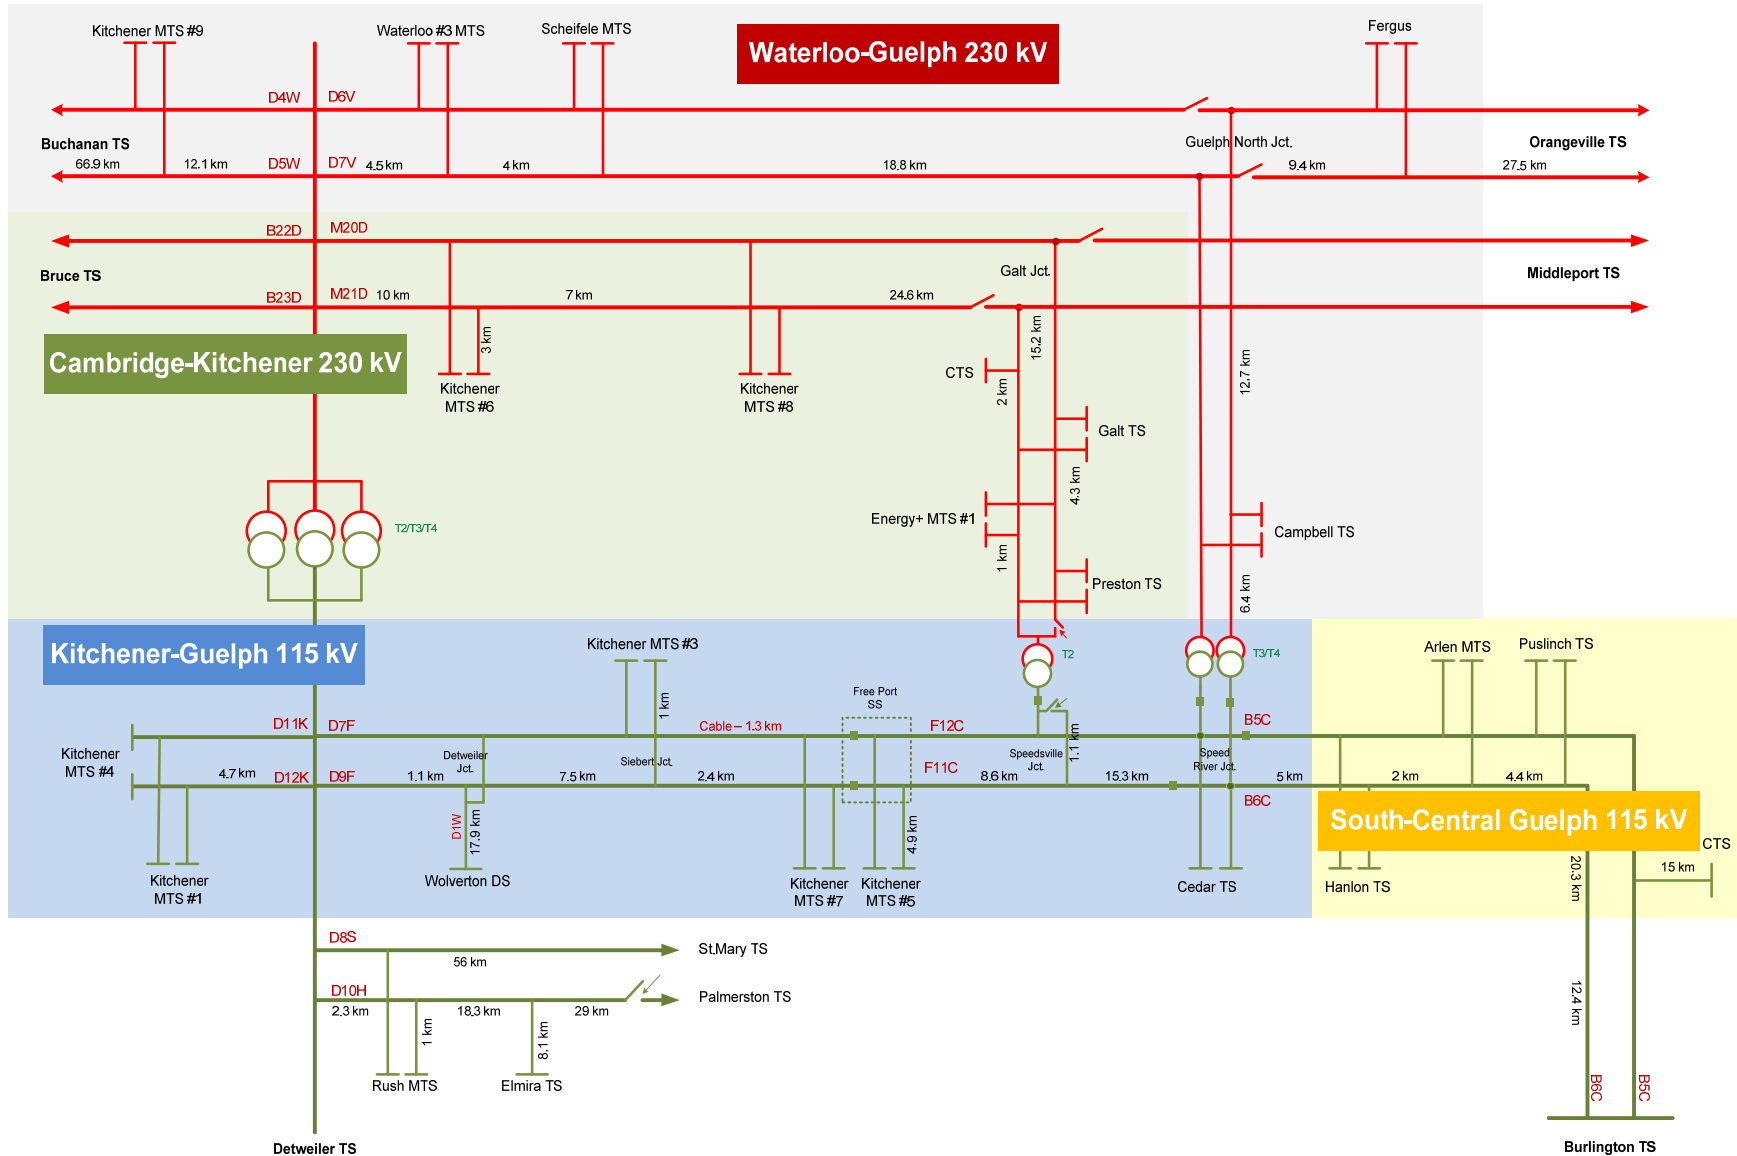 Kitchener MTS #9
Waterloo #3 MTS
Scheifele MTS
Fergus
Waterloo-Guelph 230 kV
D4W
D6V
Buchanan TS
Guelph North Jct.
Orangeville TS
66.9 km
12.1 km
D5W
D7V
4.5 km
4 km
18.8 km
9.4 km
27.5 km
B22D
M20D
Bruce TS
Galt Jct.
Middleport TS
B23D
M21D
10 km
7 km
24.6 km
3 km
15.2 km
Cambridge-Kitchener 230 kV
CTS
2 km
12.7 km
Kitchener
MTS #6
Kitchener
MTS #8
Galt TS
4.3 km
T2/T3/T4
Energy+ MTS #1
Campbell TS
1 km
Preston TS
6.4 km
Kitchener-Guelph 115 kV
Kitchener MTS #3
T2
T3/T4
Arlen MTS
Puslinch TS
1 km
Free Port
SS
D11K
D7F
Cable – 1.3 km
F12C
B5C
Kitchener
MTS #4
Detweiler
Jct.
Siebert Jct.
Speedsville
Jct.
1.1 km
Speed
River Jct.
4.7 km
D12K
D9F
1.1 km
7.5 km
2.4 km
F11C
8.6 km
15.3 km
5 km
2 km
4.4 km
B6C
D1W
17.9 km
4.9 km
South-Central Guelph 115 kV
CTS
20.3 km
15 km
Kitchener
MTS #1
Wolverton DS
Kitchener
MTS #7
Kitchener
MTS #5
Cedar TS
Hanlon TS
D8S
56 km
St.Mary TS
D10H
2.3 km
18.3 km
29 km
Palmerston TS
12.4 km
1 km
8.1 km
Rush MTS
Elmira TS
B6C
B5C
Detweiler TS
Burlington TS